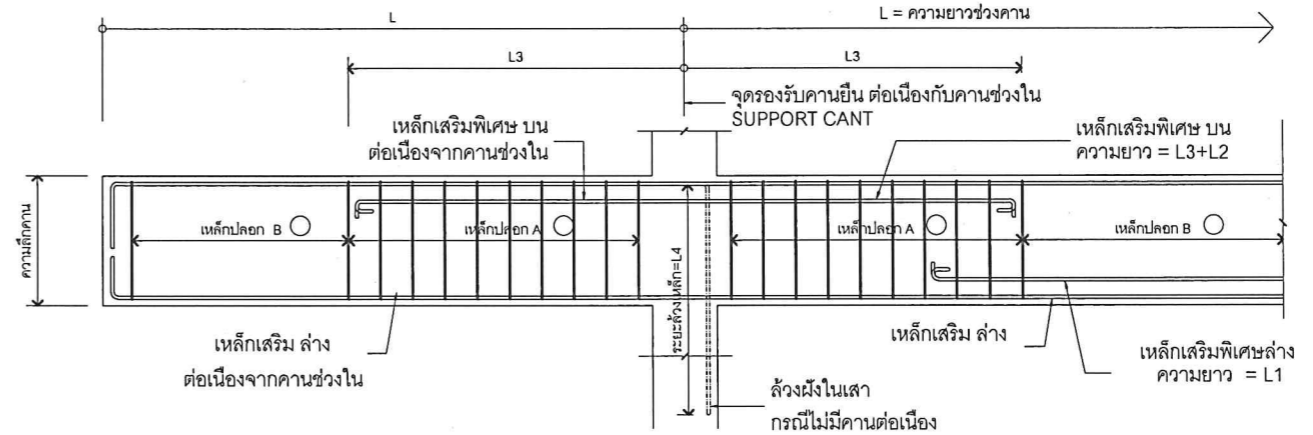 L
L = ความยาวช่วงคาน
L3
L3
จุดรองรับคานยื่น ต่อเนื่องกับคานช่วงใน
SUPPORT CANT
เหล็กเสริมพิเศษ บน
ต่อเนื่องจากคานช่วงใน
เหล็กเสริมพิเศษ บน
ความยาว = L3+L2
ความลึกคาน
เหล็กปลอก B
เหล็กปลอก A
เหล็กปลอก A
เหล็กปลอก B
ระยะล้วงเหล็ก=L4
เหล็กเสริม ล่าง
ต่อเนื่องจากคานช่วงใน
เหล็กเสริม ล่าง
เหล็กเสริมพิเศษล่าง
ความยาว = L1
ล้วงฝังในเสา
กรณีไม่มีคานต่อเนื่อง